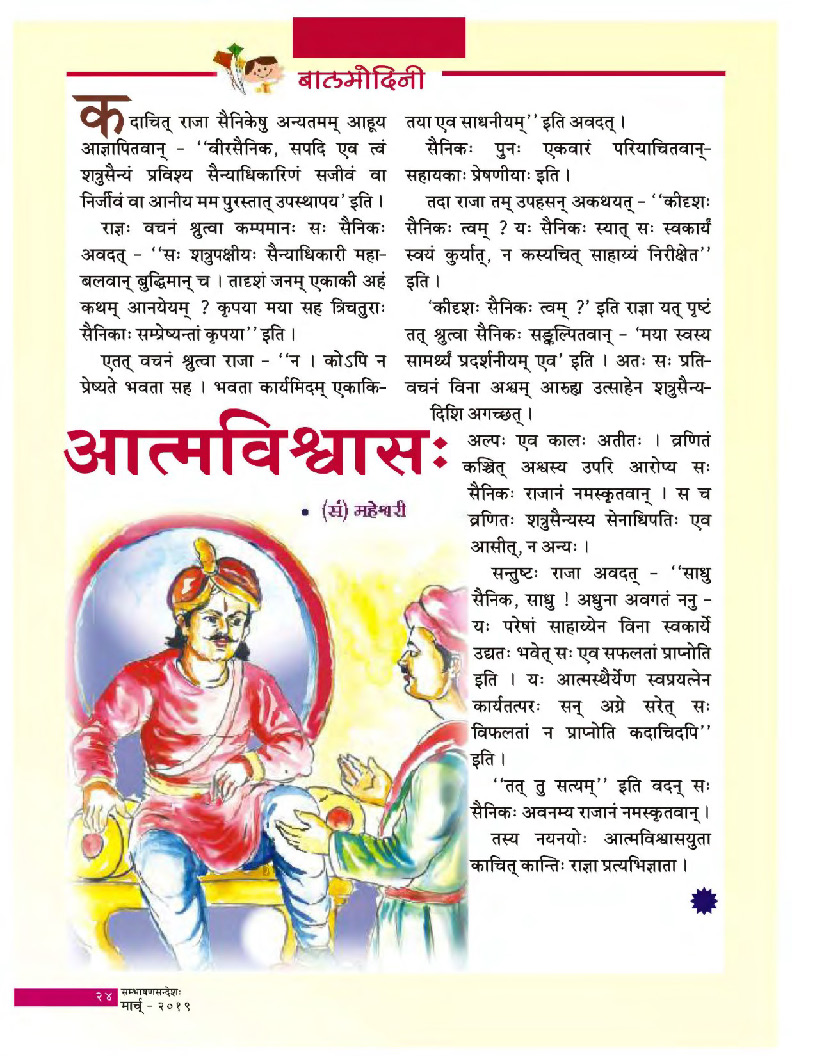 बालमोदिनी
कदाचित् राजा सैनिकेषु अन्यतमम् आहूय
आज्ञापितवान् - ‘‘वीरसैनिक, सपदि एव त्वं
शत्रुसैन्यं प्रविश्य सैन्याधिकारिणं सजीवं वा
निर्जीवं वा आनीय मम पुरस्तात् उपस्थापय’ इति ।
राज्ञः वचनं श्रुत्वा कम्पमानः सः सैनिकः
अवदत् - ‘‘सः शत्रुपक्षीयः सैन्याधिकारी महा-
बलवान् बुद्धिमान् च । तादृशं जनम् एकाकी अहं
कथम् आनयेयम् ? कृपया मया सह त्रिचतुराः
सैनिकाः सम्प्रेष्यन्तां कृपया’’ इति ।
एतत् वचनं श्रुत्वा राजा - ‘‘न । कोऽपि न
प्रेष्यते भवता सह । भवता कार्यमिदम् एकाकि-
तया एव साधनीयम्’’ इति अवदत् ।
सैनिकः पुनः एकवारं परियाचितवान्-
सहायकाः प्रेषणीयाः इति ।
तदा राजा तम् उपहसन् अकथयत् - ‘‘कीदृशः
सैनिकः त्वम् ? यः सैनिकः स्यात् सः स्वकार्यं
स्वयं कुर्यात्, न कस्यचित् साहाय्यं निरीक्षेत’’
इति ।
‘कीदृशः सैनिकः त्वम् ?’ इति राज्ञा यत् पृष्टं
तत् श्रुत्वा सैनिकः सङ्कल्पितवान् - ‘मया स्वस्य
सामर्थ्यं प्रदर्शनीयम् एव’ इति । अतः सः प्रति-
वचनं विना अश्वम् आरुह्य उत्साहेन शत्रुसैन्य-
दिशि अगच्छत् ।
आत्मविश्वासः
• (सं) महेश्वरी
अल्पः एव कालः अतीतः । व्रणितं
कञ्चित् अश्वस्य उपरि आरोप्य सः
सैनिकः राजानं नमस्कृतवान् । स च
व्रणितः शत्रुसैन्यस्य सेनाधिपतिः एव
आसीत्, न अन्यः ।
सन्तुष्टः राजा अवदत् - ‘‘साधु
सैनिक, साधु ! अधुना अवगतं ननु -
यः परेषां साहाय्येन विना स्वकार्ये
उद्यतः भवेत् सः एव सफलतां प्राप्नोति
इति । यः आत्मस्थैर्येण स्वप्रयत्नेन
कार्यतत्परः सन् अग्रे सरेत् सः
विफलतां न प्राप्नोति कदाचिदपि’’
इति ।
‘‘तत् तु सत्यम्’’ इति वदन् सः
सैनिकः अवनम्य राजानं नमस्कृतवान् ।
तस्य नयनयोः आत्मविश्वासयुता
काचित् कान्तिः राज्ञा प्रत्यभिज्ञाता ।
२४ सम्भाषणसन्देशः
मार्च् - २०१९